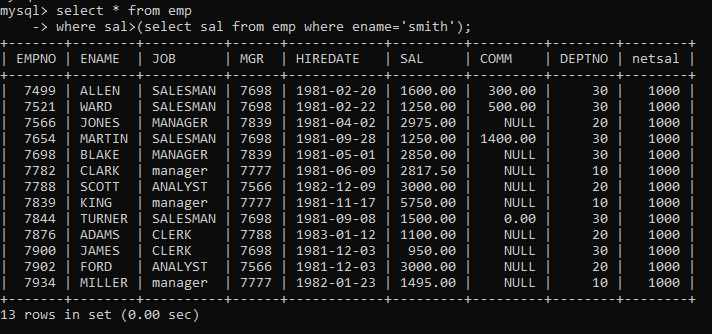 mysql> select * from emp
    -> where sal>(select sal from emp where ename='smith');
+-------+--------+----------+------+------------+---------+---------+--------+--------+
| EMPNO | ENAME  | JOB      | MGR  | HIREDATE   | SAL     | COMM    | DEPTNO | netsal |
+-------+--------+----------+------+------------+---------+---------+--------+--------+
|  7499 | ALLEN  | SALESMAN | 7698 | 1981-02-20 | 1600.00 |  300.00 |     30 |   1000 |
|  7521 | WARD   | SALESMAN | 7698 | 1981-02-22 | 1250.00 |  500.00 |     30 |   1000 |
|  7566 | JONES  | MANAGER  | 7839 | 1981-04-02 | 2975.00 |    NULL |     20 |   1000 |
|  7654 | MARTIN | SALESMAN | 7698 | 1981-09-28 | 1250.00 | 1400.00 |     30 |   1000 |
|  7698 | BLAKE  | MANAGER  | 7839 | 1981-05-01 | 2850.00 |    NULL |     30 |   1000 |
|  7782 | CLARK  | manager  | 7777 | 1981-06-09 | 2817.50 |    NULL |     10 |   1000 |
|  7788 | SCOTT  | ANALYST  | 7566 | 1982-12-09 | 3000.00 |    NULL |     20 |   1000 |
|  7839 | KING   | manager  | 7777 | 1981-11-17 | 5750.00 |    NULL |     10 |   1000 |
|  7844 | TURNER | SALESMAN | 7698 | 1981-09-08 | 1500.00 |    0.00 |     30 |   1000 |
|  7876 | ADAMS  | CLERK    | 7788 | 1983-01-12 | 1100.00 |    NULL |     20 |   1000 |
|  7900 | JAMES  | CLERK    | 7698 | 1981-12-03 |  950.00 |    NULL |     30 |   1000 |
|  7902 | FORD   | ANALYST  | 7566 | 1981-12-03 | 3000.00 |    NULL |     20 |   1000 |
|  7934 | MILLER | manager  | 7777 | 1982-01-23 | 1495.00 |    NULL |     10 |   1000 |
+-------+--------+----------+------+------------+---------+---------+--------+--------+
13 rows in set (0.00 sec)